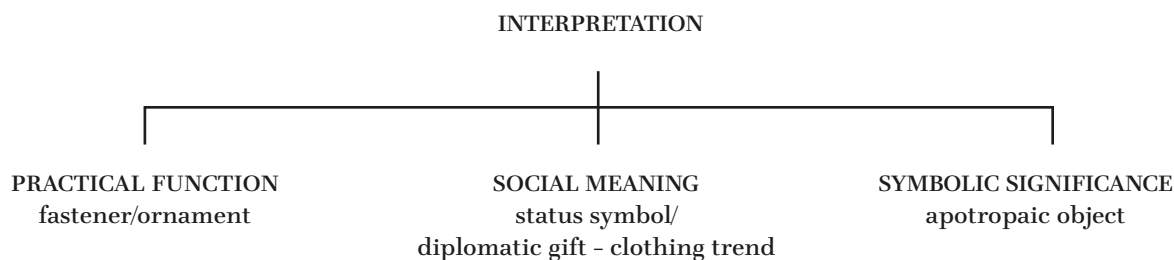 INTERPRETATION
PRACTICAL FUNCTION
fastener/ornament
SOCIAL MEANING
status symbol/
diplomatic gift – clothing trend
SYMBOLIC SIGNIFICANCE
apotropaic object